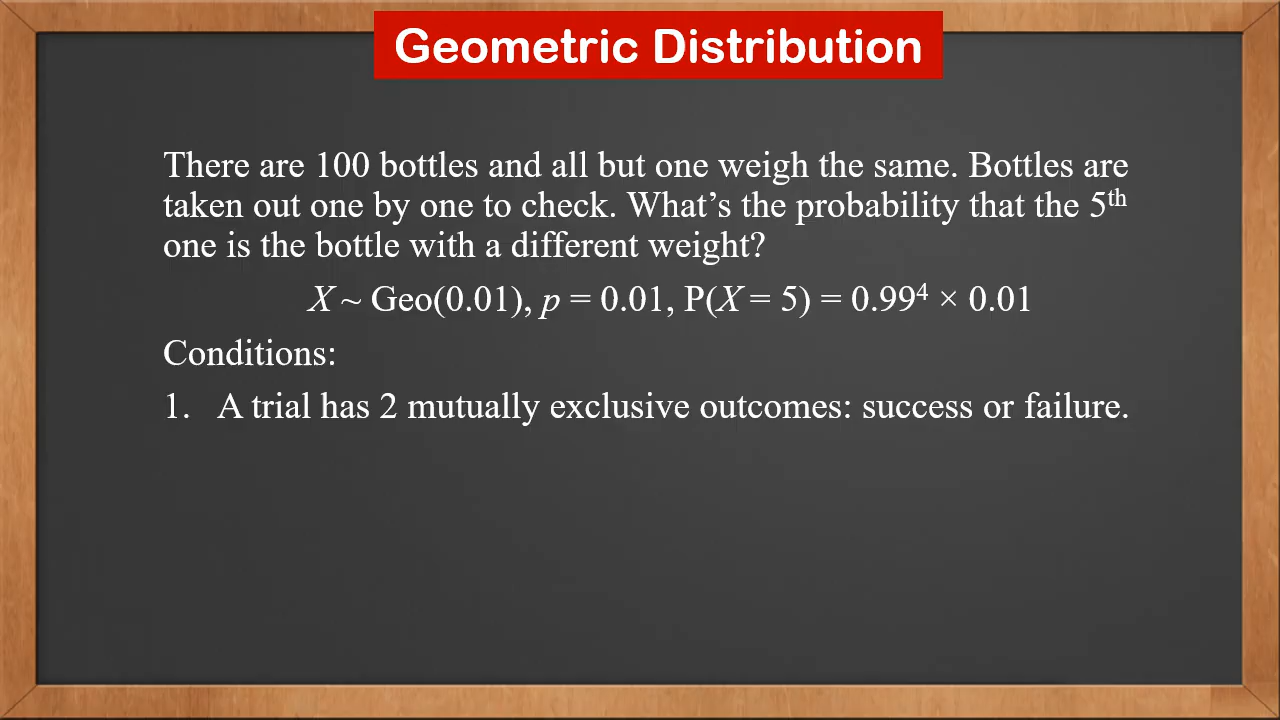 Geometric Distribution
There are 100 bottles and all but one weigh the same. Bottles are
taken out one by one to check. What’s the probability that the 5th
one is the bottle with a different weight?
X ~ Geo(0.01), p = 0.01, P(X = 5) = 0.99⁴ × 0.01
Conditions:
1. A trial has 2 mutually exclusive outcomes: success or failure.